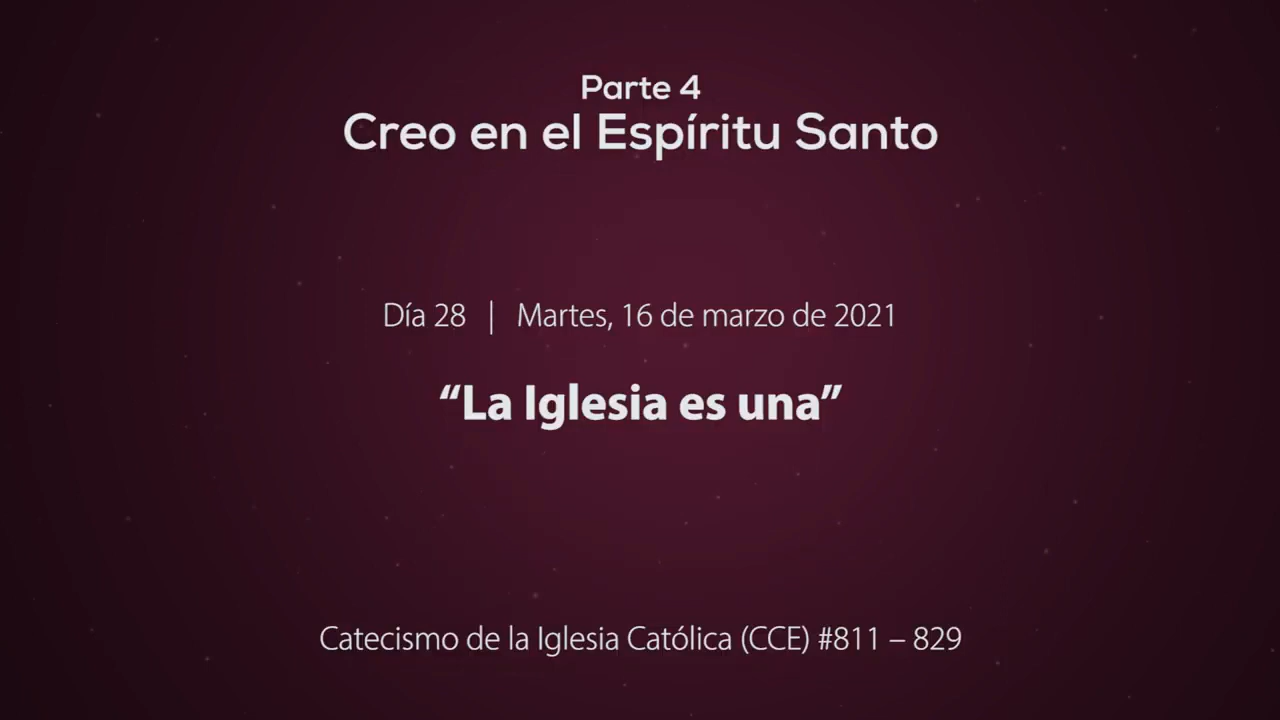 Parte 4
Creo en el Espíritu Santo
Día 28 | Martes, 16 de marzo de 2021
“La Iglesia es una”
Catecismo de la Iglesia Católica (CCE) #811 – 829